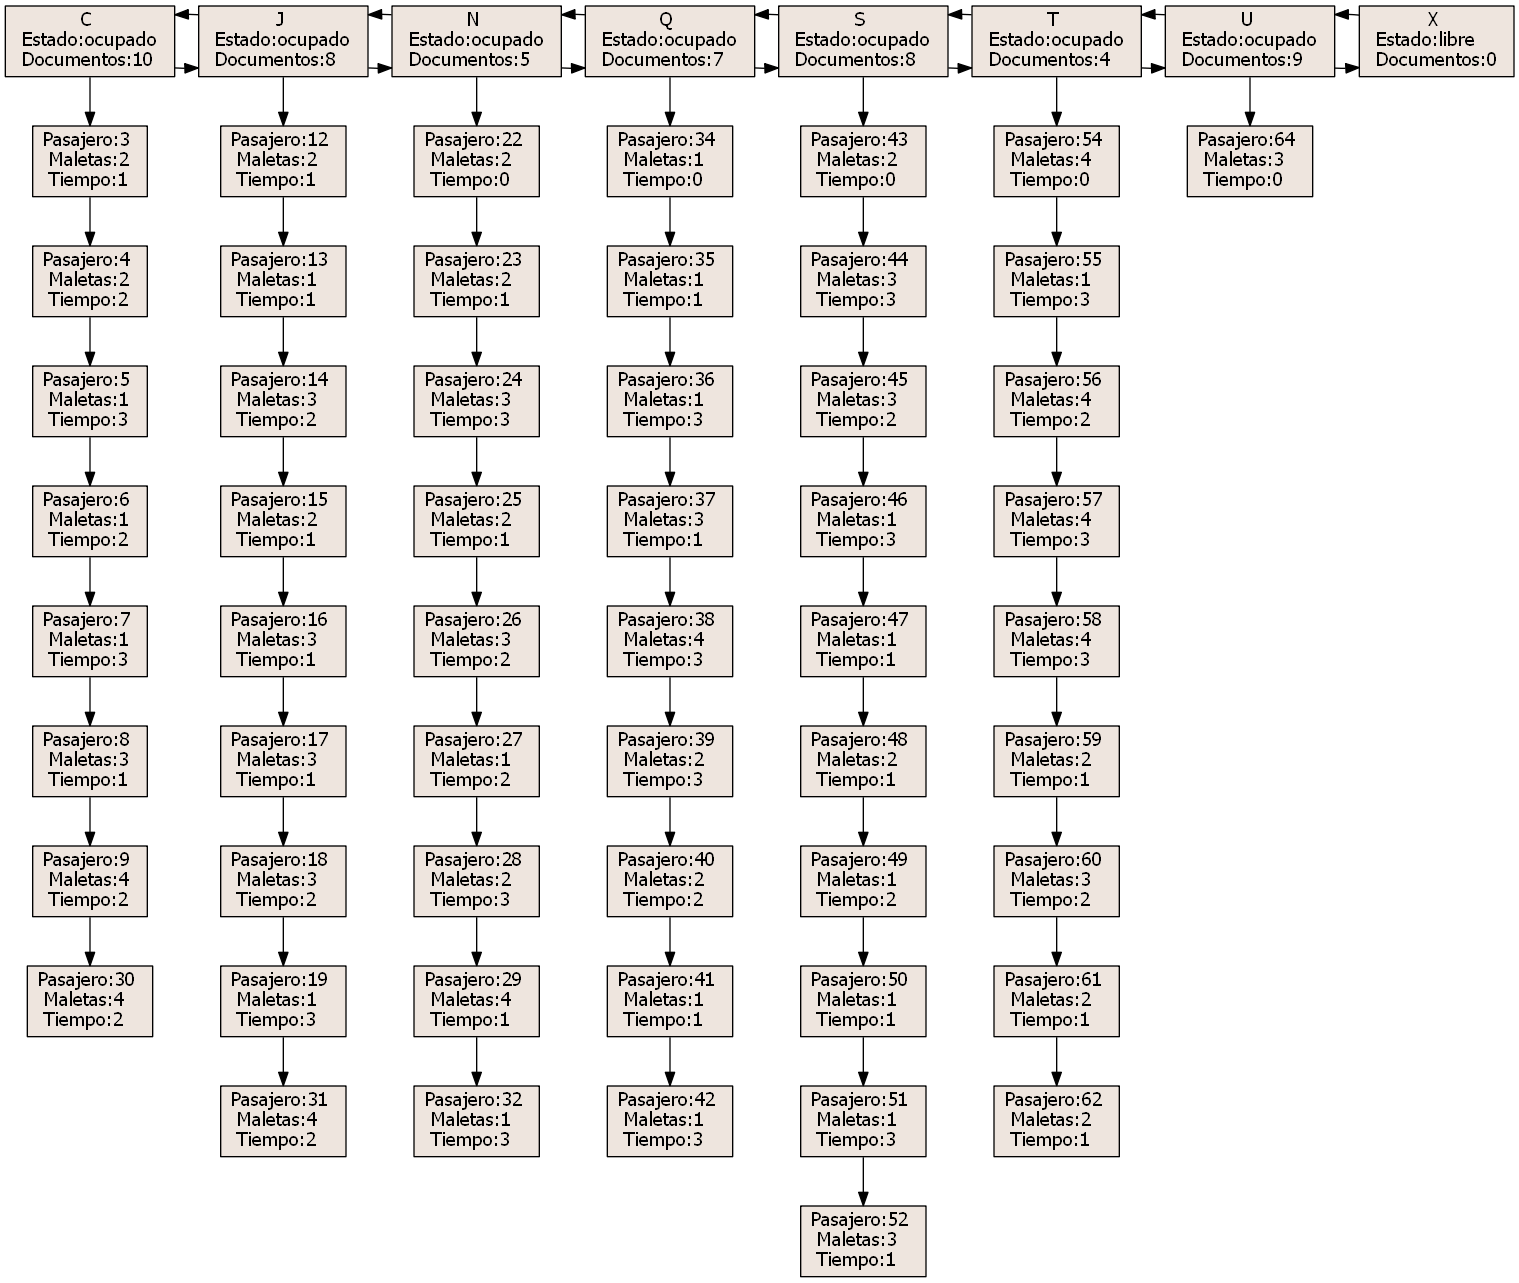 C
Estado:ocupado
Documentos:10
J
Estado:ocupado
Documentos:8
N
Estado:ocupado
Documentos:5
Q
Estado:ocupado
Documentos:7
S
Estado:ocupado
Documentos:8
T
Estado:ocupado
Documentos:4
U
Estado:ocupado
Documentos:9
X
Estado:libre
Documentos:0
Pasajero:3
Maletas:2
Tiempo:1
Pasajero:12
Maletas:2
Tiempo:1
Pasajero:22
Maletas:2
Tiempo:0
Pasajero:34
Maletas:1
Tiempo:0
Pasajero:43
Maletas:2
Tiempo:0
Pasajero:54
Maletas:4
Tiempo:0
Pasajero:64
Maletas:3
Tiempo:0
Pasajero:4
Maletas:2
Tiempo:2
Pasajero:13
Maletas:1
Tiempo:1
Pasajero:23
Maletas:2
Tiempo:1
Pasajero:35
Maletas:1
Tiempo:1
Pasajero:44
Maletas:3
Tiempo:3
Pasajero:55
Maletas:1
Tiempo:3
Pasajero:5
Maletas:1
Tiempo:3
Pasajero:14
Maletas:3
Tiempo:2
Pasajero:24
Maletas:3
Tiempo:3
Pasajero:36
Maletas:1
Tiempo:3
Pasajero:45
Maletas:3
Tiempo:2
Pasajero:56
Maletas:4
Tiempo:2
Pasajero:6
Maletas:1
Tiempo:2
Pasajero:15
Maletas:2
Tiempo:1
Pasajero:25
Maletas:2
Tiempo:1
Pasajero:37
Maletas:3
Tiempo:1
Pasajero:46
Maletas:1
Tiempo:3
Pasajero:57
Maletas:4
Tiempo:3
Pasajero:7
Maletas:1
Tiempo:3
Pasajero:16
Maletas:3
Tiempo:1
Pasajero:26
Maletas:3
Tiempo:2
Pasajero:38
Maletas:4
Tiempo:3
Pasajero:47
Maletas:1
Tiempo:1
Pasajero:58
Maletas:4
Tiempo:3
Pasajero:8
Maletas:3
Tiempo:1
Pasajero:17
Maletas:3
Tiempo:1
Pasajero:27
Maletas:1
Tiempo:2
Pasajero:39
Maletas:2
Tiempo:3
Pasajero:48
Maletas:2
Tiempo:1
Pasajero:59
Maletas:2
Tiempo:1
Pasajero:9
Maletas:4
Tiempo:2
Pasajero:18
Maletas:3
Tiempo:2
Pasajero:28
Maletas:2
Tiempo:3
Pasajero:40
Maletas:2
Tiempo:2
Pasajero:49
Maletas:1
Tiempo:2
Pasajero:60
Maletas:3
Tiempo:2
Pasajero:30
Maletas:4
Tiempo:2
Pasajero:19
Maletas:1
Tiempo:3
Pasajero:29
Maletas:4
Tiempo:1
Pasajero:41
Maletas:1
Tiempo:1
Pasajero:50
Maletas:1
Tiempo:1
Pasajero:61
Maletas:2
Tiempo:1
Pasajero:31
Maletas:4
Tiempo:2
Pasajero:32
Maletas:1
Tiempo:3
Pasajero:42
Maletas:1
Tiempo:3
Pasajero:51
Maletas:1
Tiempo:3
Pasajero:62
Maletas:2
Tiempo:1
Pasajero:52
Maletas:3
Tiempo:1